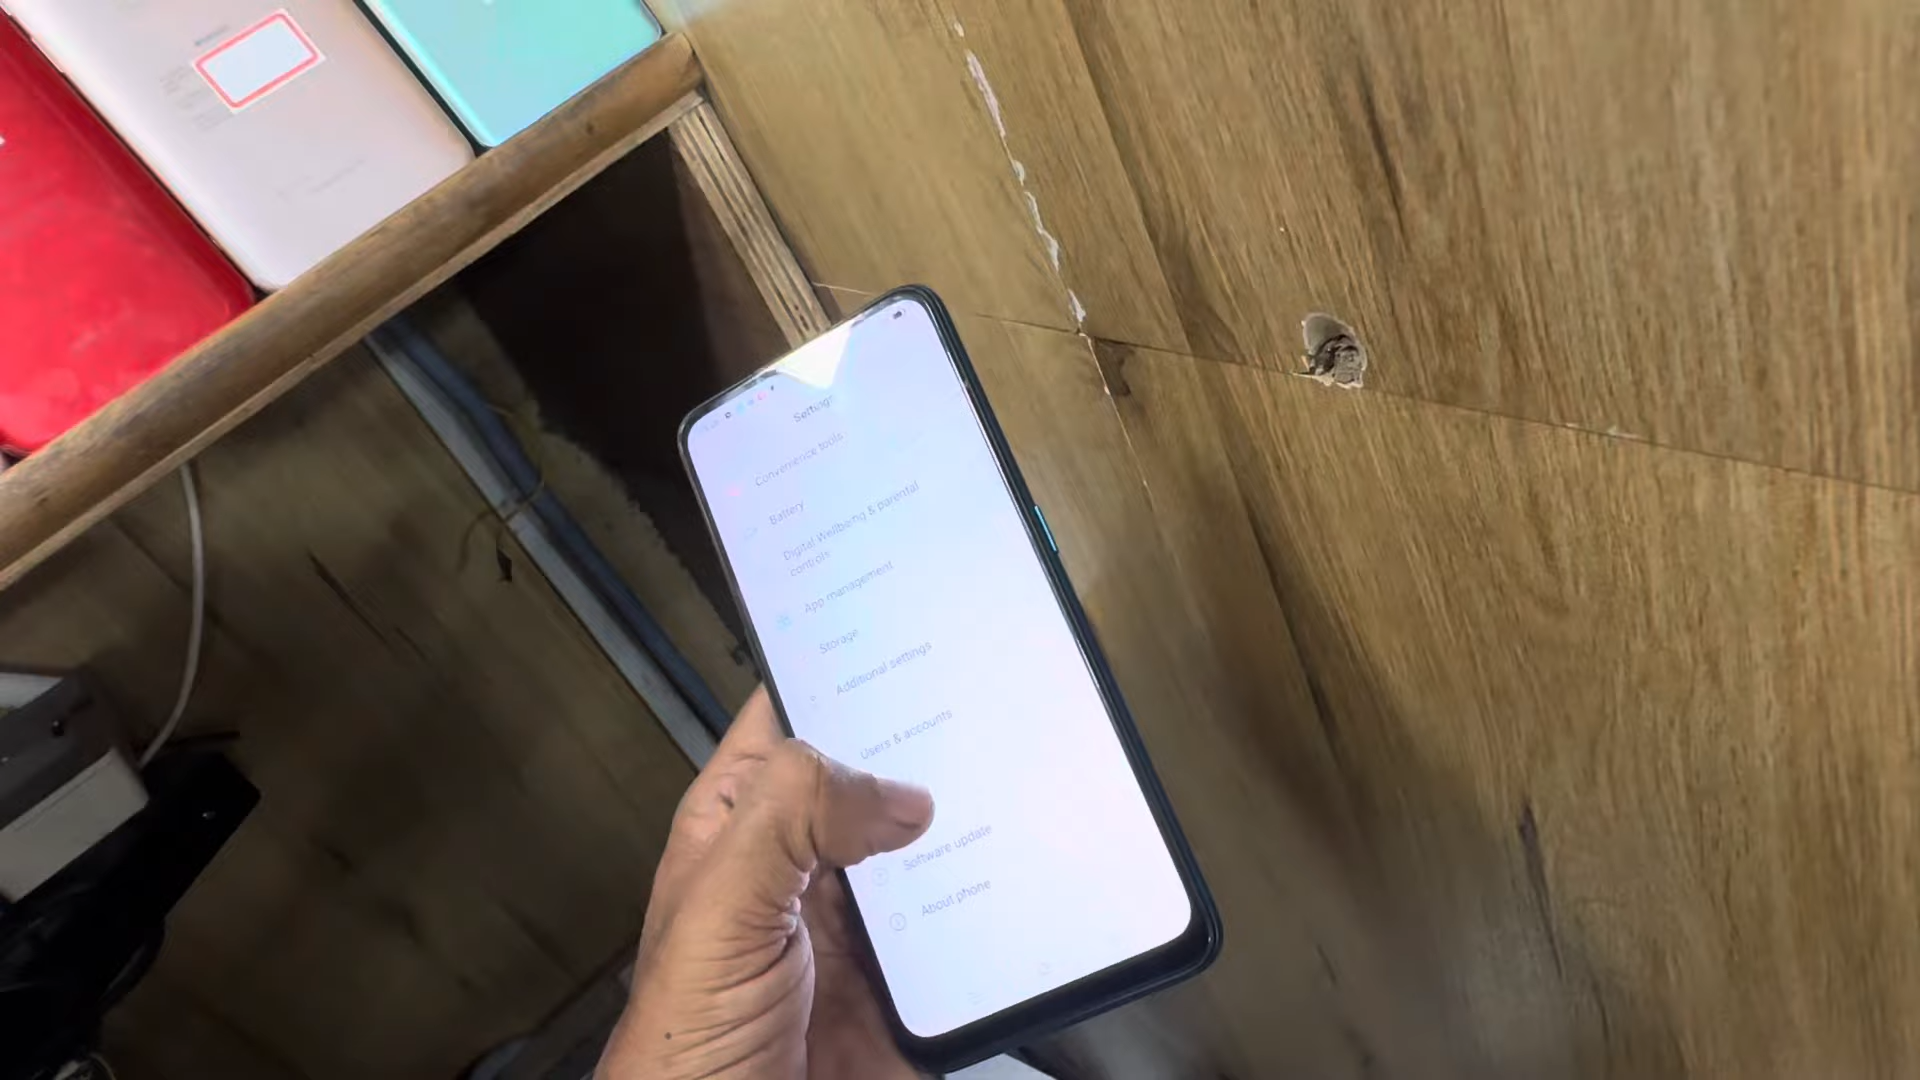 Settings
Convenience tools
Battery
Digital Wellbeing & parental
controls
App management
Storage
Additional settings
Users & accounts
Software update
About phone